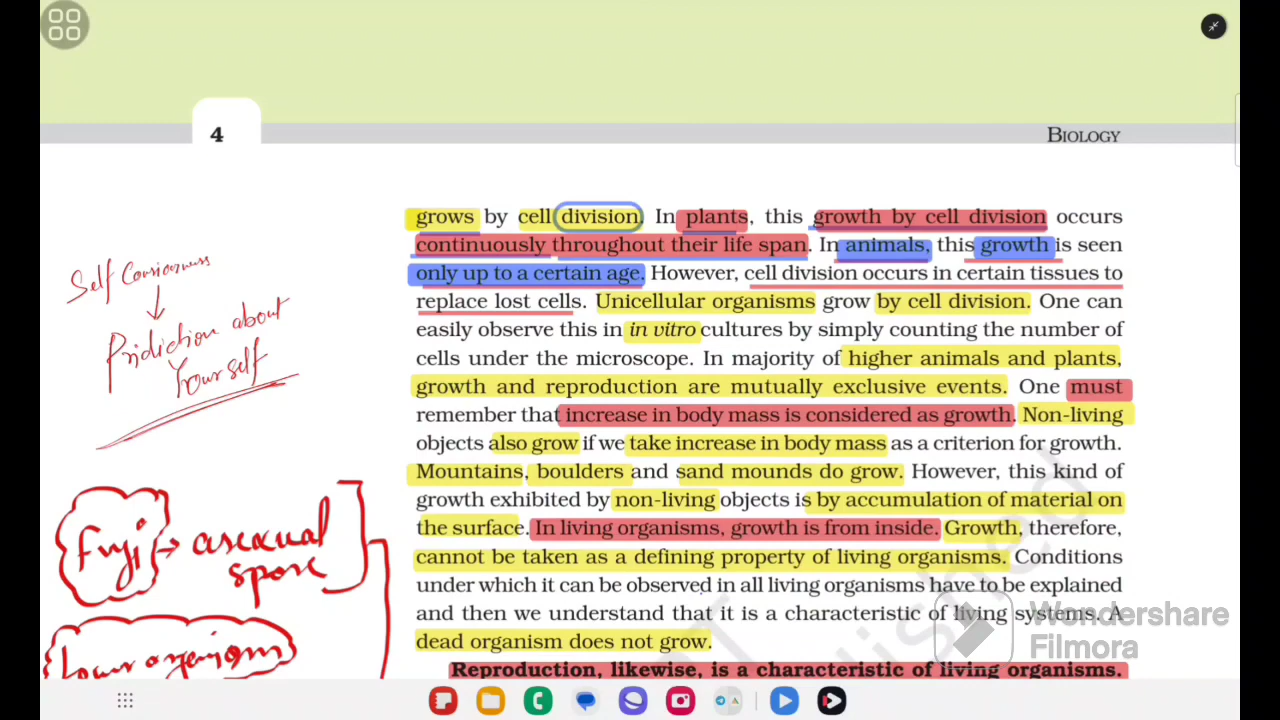 4
BIOLOGY
grows by cell division. In plants, this growth by cell division occurs
continuously throughout their life span. In animals, this growth is seen
only up to a certain age. However, cell division occurs in certain tissues to
replace lost cells. Unicellular organisms grow by cell division. One can
easily observe this in in vitro cultures by simply counting the number of
cells under the microscope. In majority of higher animals and plants,
growth and reproduction are mutually exclusive events. One must
remember that increase in body mass is considered as growth. Non-living
objects also grow if we take increase in body mass as a criterion for growth.
Mountains, boulders and sand mounds do grow. However, this kind of
growth exhibited by non-living objects is by accumulation of material on
the surface. In living organisms, growth is from inside. Growth, therefore,
cannot be taken as a defining property of living organisms. Conditions
under which it can be observed in all living organisms have to be explained
and then we understand that it is a characteristic of living systems. A
dead organism does not grow.
Reproduction, likewise, is a characteristic of living organisms.
Self
Pridiction about
Yourself
Fuji → asexual
spore
Wondershare
Filmora